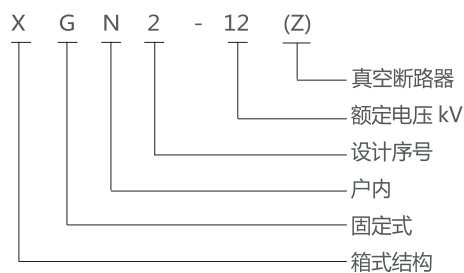 X G N 2 - 12 (Z)
真空断路器
额定电压 kV
设计序号
户内
固定式
箱式结构